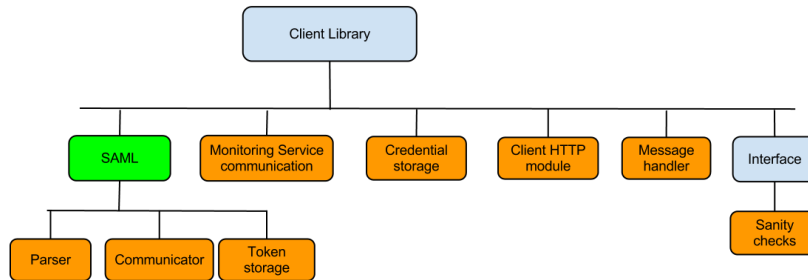 Client Library
SAML
Monitoring Service
communication
Credential
storage
Client HTTP
module
Message
handler
Interface
Parser
Communicator
Token
storage
Sanity
checks